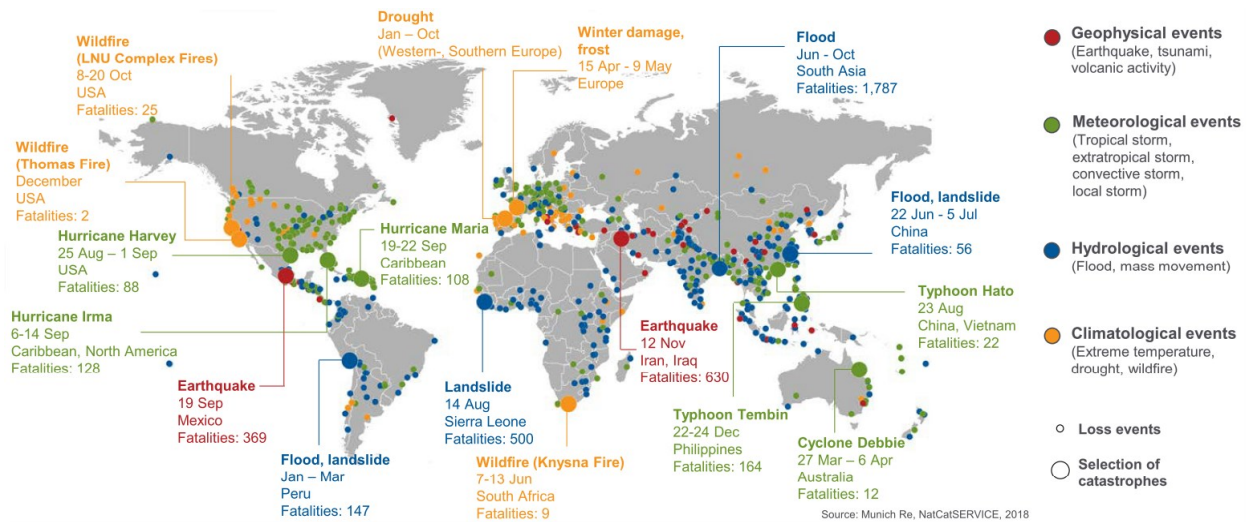 Drought
Jan – Oct
(Western-, Southern Europe)
Winter damage,
frost
15 Apr - 9 May
Europe
Flood
Jun - Oct
South Asia
Fatalities: 1,787
Wildfire
(LNU Complex Fires)
8-20 Oct
USA
Fatalities: 25
Wildfire
(Thomas Fire)
December
USA
Fatalities: 2
Hurricane Harvey
25 Aug – 1 Sep
USA
Fatalities: 88
Hurricane Maria
19-22 Sep
Caribbean
Fatalities: 108
Flood, landslide
22 Jun - 5 Jul
China
Fatalities: 56
Hurricane Irma
6-14 Sep
Caribbean, North America
Fatalities: 128
Typhoon Hato
23 Aug
China, Vietnam
Fatalities: 22
Earthquake
12 Nov
Iran, Iraq
Fatalities: 630
Earthquake
19 Sep
Mexico
Fatalities: 369
Landslide
14 Aug
Sierra Leone
Fatalities: 500
Typhoon Tembin
22-24 Dec
Philippines
Fatalities: 164
Cyclone Debbie
27 Mar – 6 Apr
Australia
Fatalities: 12
Flood, landslide
Jan – Mar
Peru
Fatalities: 147
Wildfire (Knysna Fire)
7-13 Jun
South Africa
Fatalities: 9
Geophysical events
(Earthquake, tsunami,
volcanic activity)
Meteorological events
(Tropical storm,
extratropical storm,
convective storm,
local storm)
Hydrological events
(Flood, mass movement)
Climatological events
(Extreme temperature,
drought, wildfire)
Loss events
Selection of
catastrophes
Source: Munich Re, NatCatSERVICE, 2018